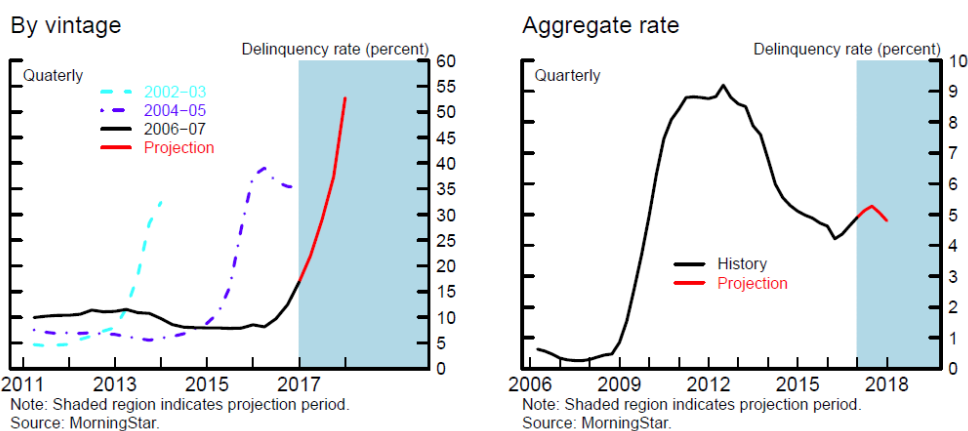 By vintage
Delinquency rate (percent)
Quaterly
2002−03
2004−05
2006−07
Projection
60
55
50
45
40
35
30
25
20
15
10
5
0
2011 2013 2015 2017
Note: Shaded region indicates projection period.
Source: MorningStar.
Aggregate rate
Delinquency rate (percent)
Quarterly
History
Projection
10
9
8
7
6
5
4
3
2
1
0
2006 2009 2012 2015 2018
Note: Shaded region indicates projection period.
Source: MorningStar.